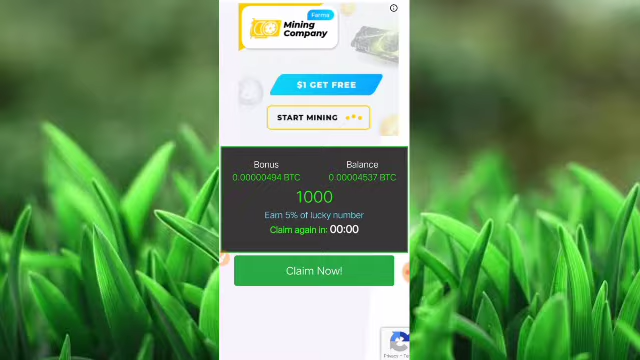 Farma
Mining
Company
$1 GET FREE
START MINING
Bonus
Balance
0.00000494 BTC
0.00004537 BTC
1000
Earn 5% of lucky number
Claim again in: 00:00
Claim Now!